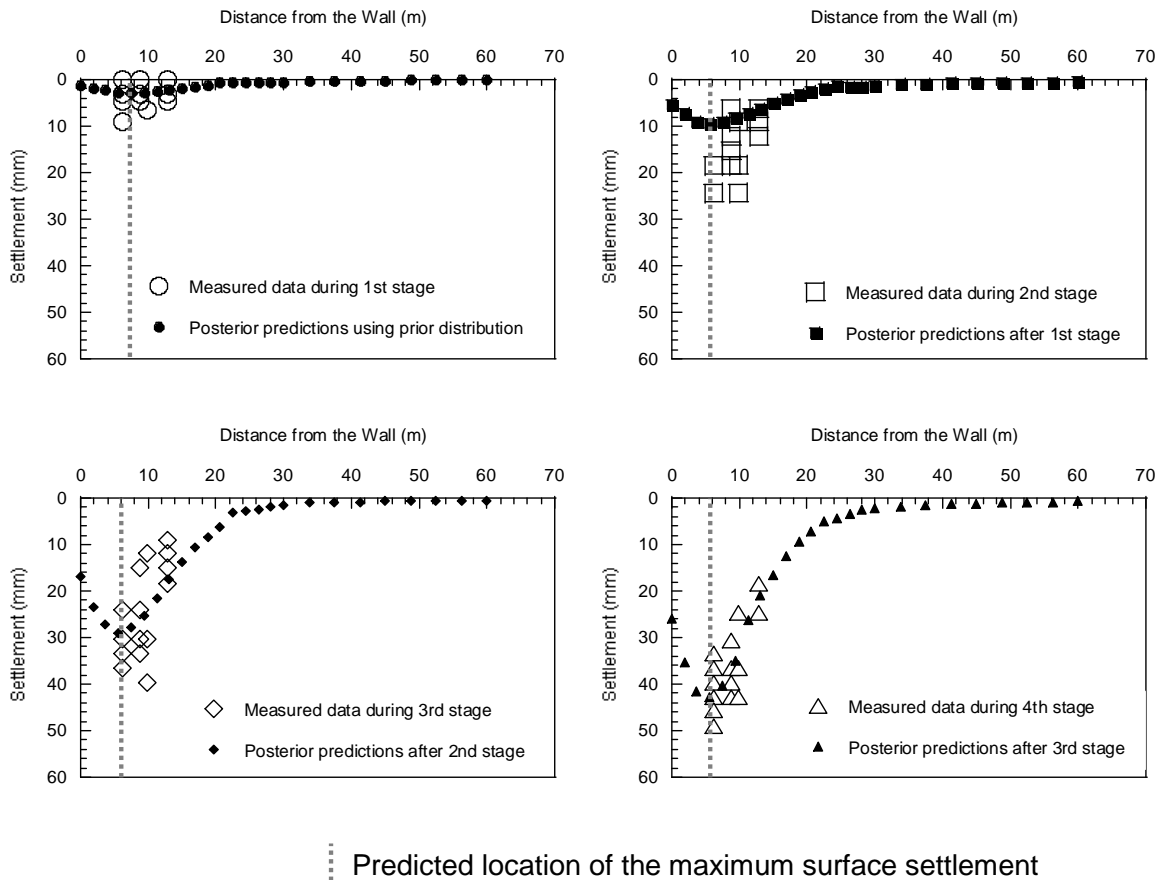 Distance from the Wall (m)
0 10 20 30 40 50 60 70
0
10
20
30
40
50
60
Settlement (mm)
Measured data during 1st stage
Posterior predictions using prior distribution
Distance from the Wall (m)
0 10 20 30 40 50 60 70
0
10
20
30
40
50
60
Settlement (mm)
Measured data during 2nd stage
Posterior predictions after 1st stage
Distance from the Wall (m)
0 10 20 30 40 50 60 70
0
10
20
30
40
50
60
Settlement (mm)
Measured data during 3rd stage
Posterior predictions after 2nd stage
Distance from the Wall (m)
0 10 20 30 40 50 60 70
0
10
20
30
40
50
60
Settlement (mm)
Measured data during 4th stage
Posterior predictions after 3rd stage
Predicted location of the maximum surface settlement